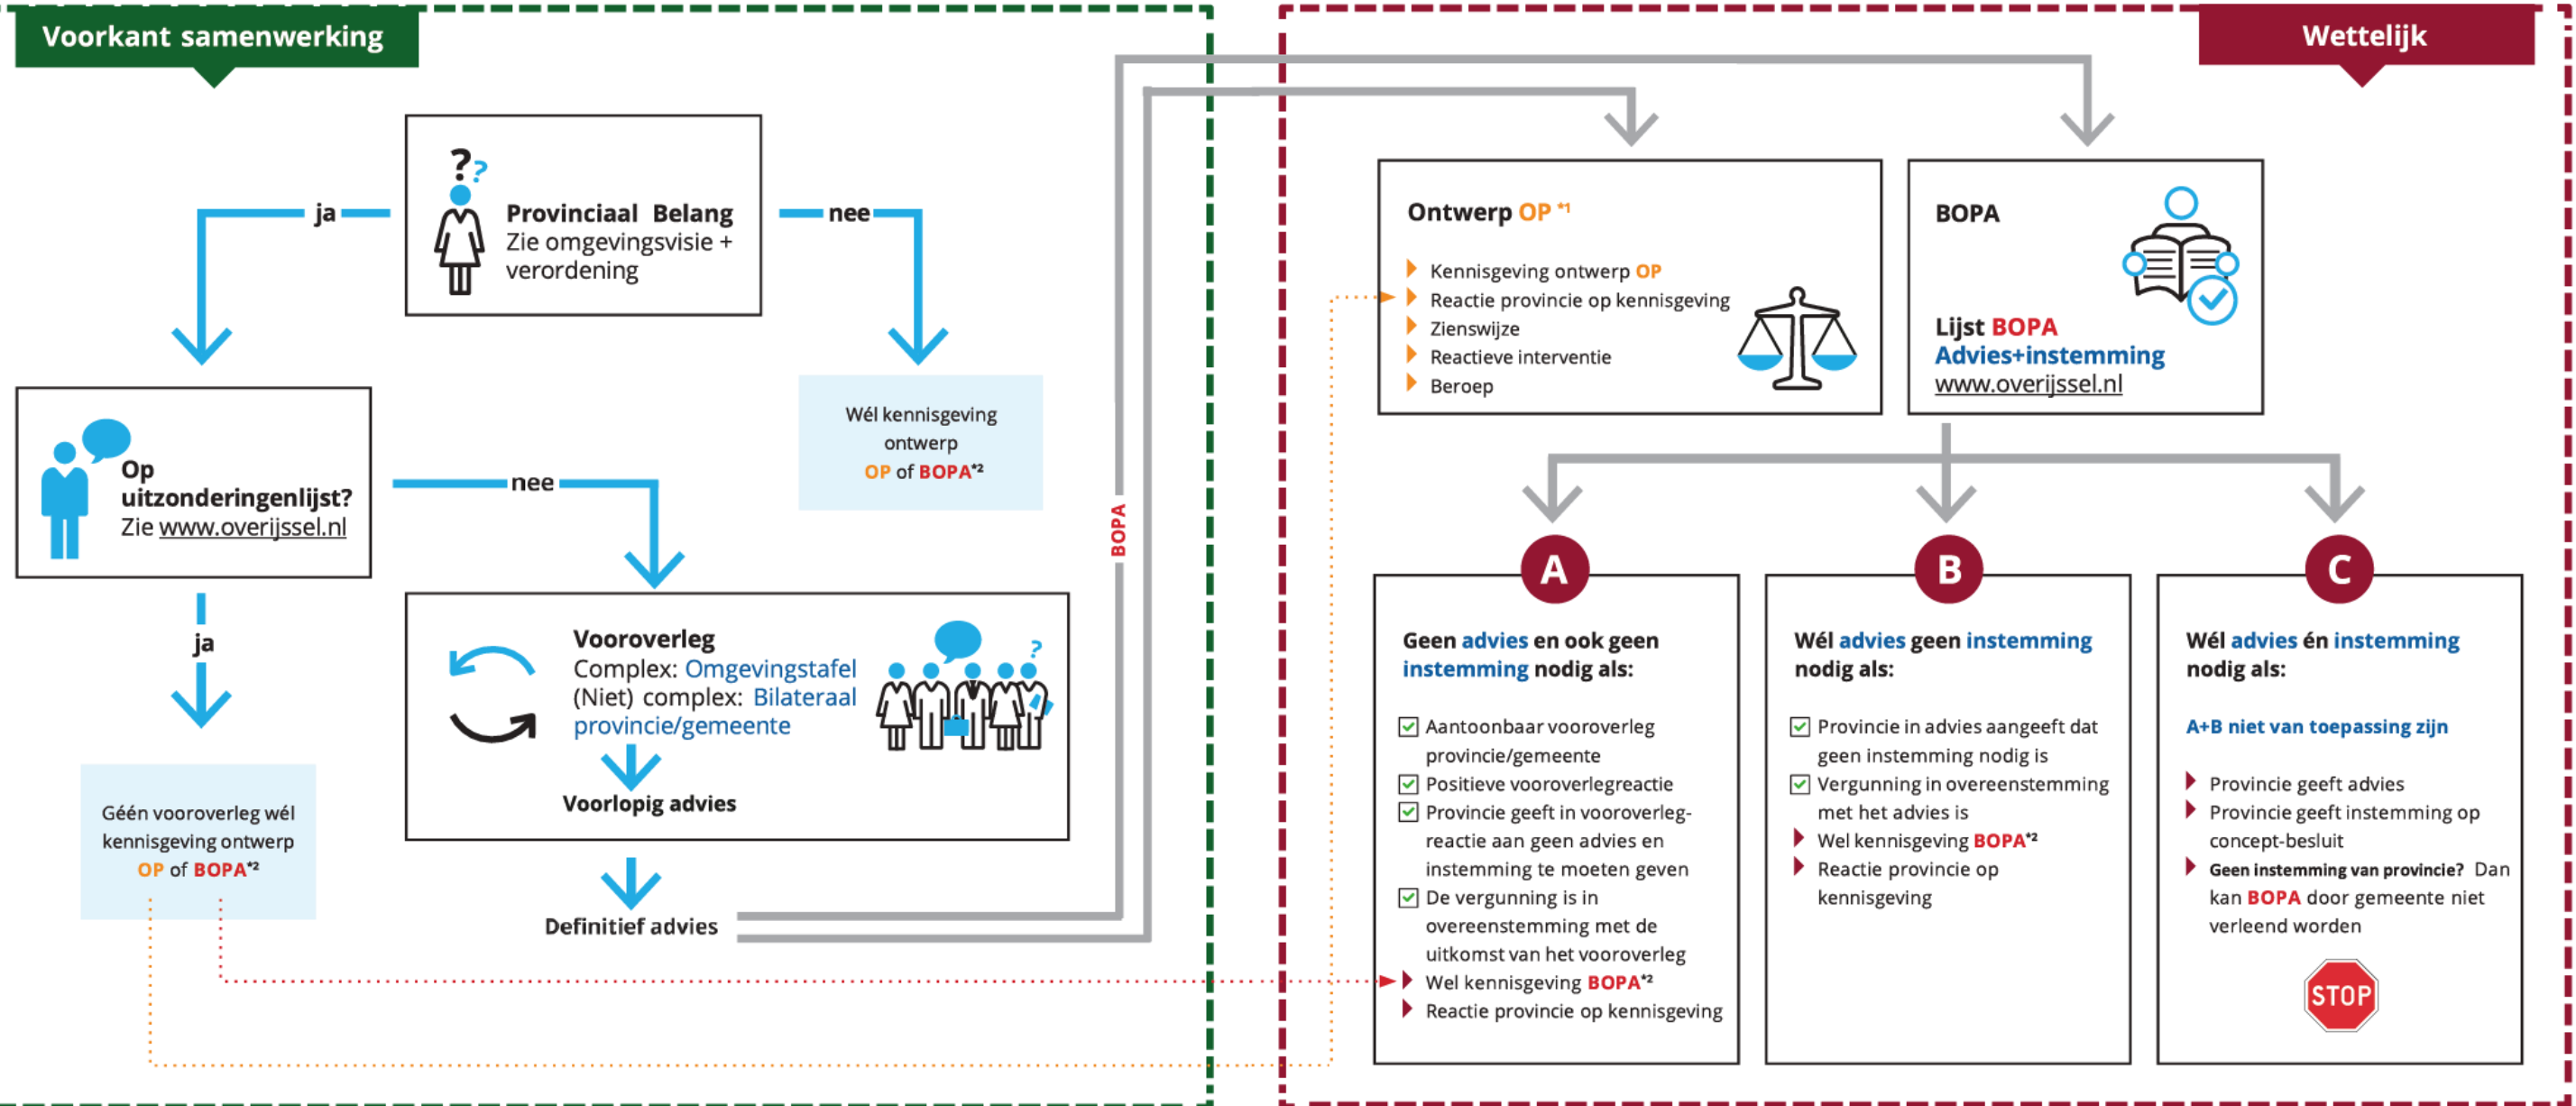 Voorkant samenwerking
??
Provinciaal Belang
Zie omgevingsvisie +
verordening
ja
nee
Op
uitzonderingenlijst?
Zie www.overijssel.nl
nee
ja
Wél kennisgeving
ontwerp
OP of BOPA*2
Vooroverleg
Complex: Omgevingstafel
(Niet) complex: Bilateraal
provincie/gemeente
?
Voorlopig advies
Definitief advies
Géén vooroverleg wél
kennisgeving ontwerp
OP of BOPA*2
BOPA
Wettelijk
Ontwerp OP *1
Kennisgeving ontwerp OP
Reactie provincie op kennisgeving
Zienswijze
Reactieve interventie
Beroep
BOPA
Lijst BOPA
Advies+instemming
www.overijssel.nl
A
Geen advies en ook geen
instemming nodig als:
Aantoonbaar vooroverleg
provincie/gemeente
Positieve vooroverlegreactie
Provincie geeft in vooroverleg-
reactie aan geen advies en
instemming te moeten geven
De vergunning is in
overeenstemming met de
uitkomst van het vooroverleg
Wel kennisgeving BOPA*2
Reactie provincie op kennisgeving
B
Wél advies geen instemming
nodig als:
Provincie in advies aangeeft dat
geen instemming nodig is
Vergunning in overeenstemming
met het advies is
Wel kennisgeving BOPA*2
Reactie provincie op
kennisgeving
C
Wél advies én instemming
nodig als:
A+B niet van toepassing zijn
Provincie geeft advies
Provincie geeft instemming op
concept-besluit
Geen instemming van provincie? Dan
kan BOPA door gemeente niet
verleend worden
STOP